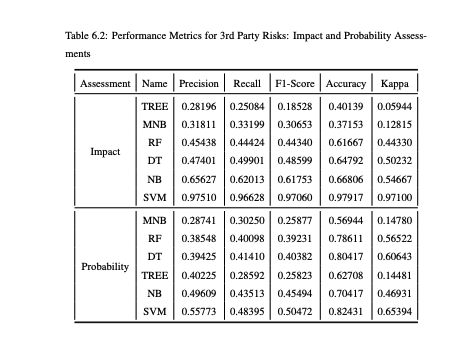 Table 6.2: Performance Metrics for 3rd Party Risks: Impact and Probability Assess-
ments
Assessment Name Precision Recall F1-Score Accuracy Kappa
Impact
TREE 0.28196 0.25084 0.18528 0.40139 0.05944
MNB 0.31811 0.33199 0.30653 0.37153 0.12815
RF 0.45438 0.44424 0.44340 0.61667 0.44330
DT 0.47401 0.49901 0.48599 0.64792 0.50232
NB 0.65627 0.62013 0.61753 0.66806 0.54667
SVM 0.97510 0.96628 0.97060 0.97917 0.97100
Probability
MNB 0.28741 0.30250 0.25877 0.56944 0.14780
RF 0.38548 0.40098 0.39231 0.78611 0.56522
DT 0.39425 0.41410 0.40382 0.80417 0.60643
TREE 0.40225 0.28592 0.25823 0.62708 0.14481
NB 0.49609 0.43513 0.45494 0.70417 0.46931
SVM 0.55773 0.48395 0.50472 0.82431 0.65394